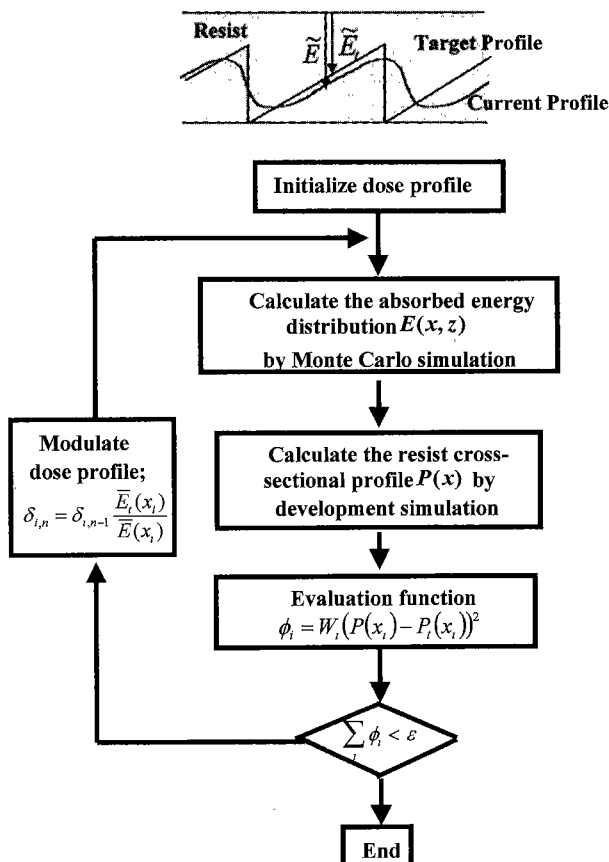 Resist
Ẽ Ẽₜ
Target Profile
Current Profile
Initialize dose profile
Calculate the absorbed energy
distribution E(x, z)
by Monte Carlo simulation
Modulate
dose profile;
δ_{i,n} = δ_{i,n−1} Ēₜ(xᵢ) / Ē(xᵢ)
Calculate the resist cross-
sectional profile P(x) by
development simulation
Evaluation function
ϕᵢ = Wᵢ(P(xᵢ) − Pₜ(xᵢ))²
∑ᵢ ϕᵢ < ε
End